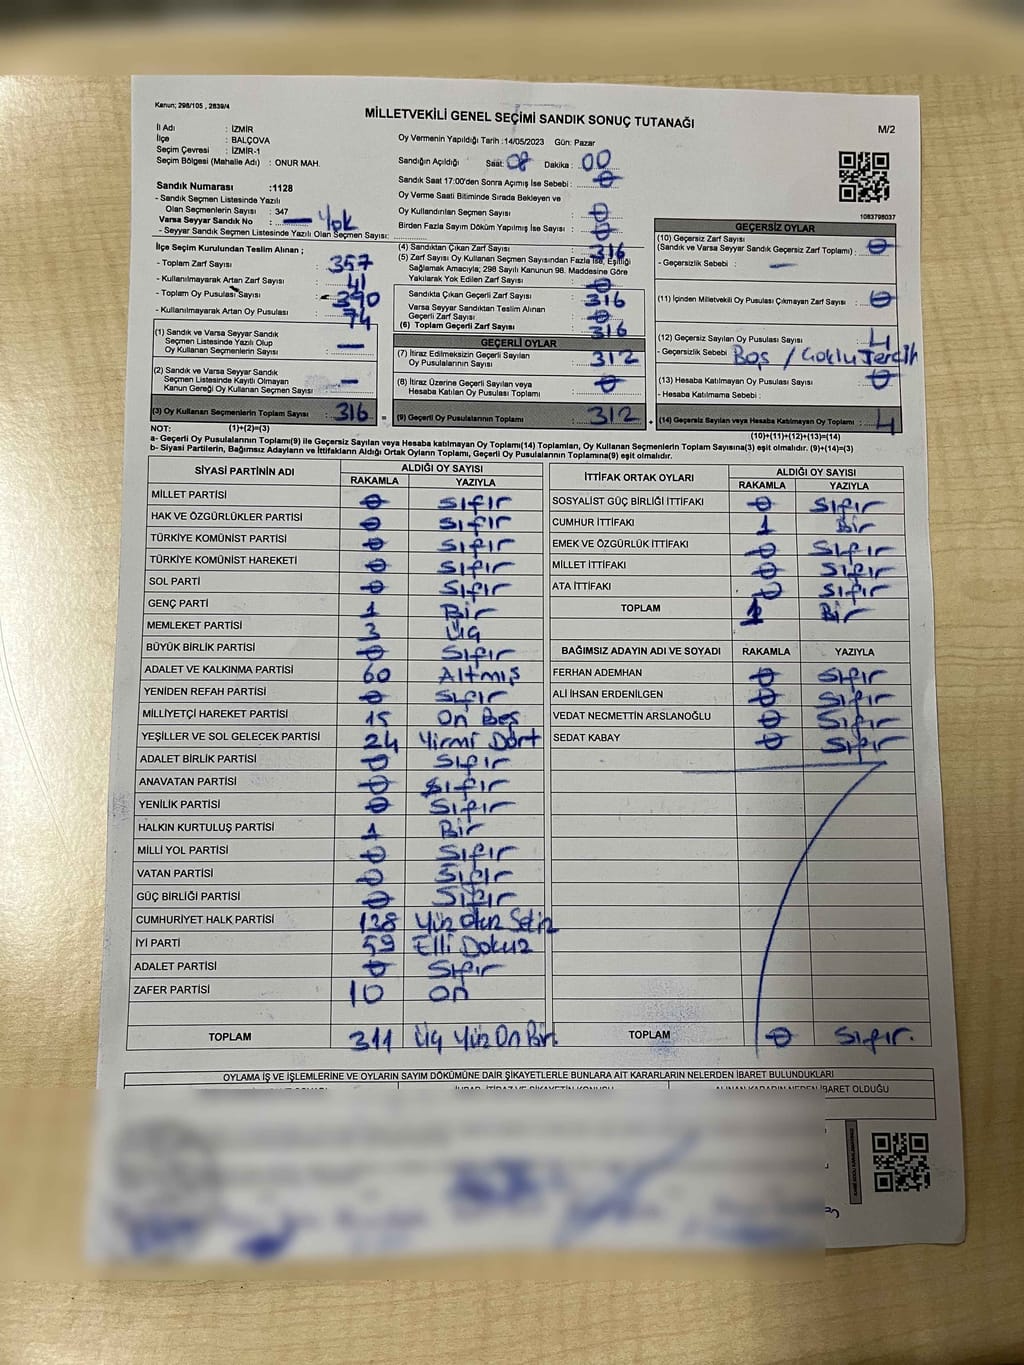 Kanun; 298/105 , 2839/4
MİLLETVEKİLİ GENEL SEÇİMİ SANDIK SONUÇ TUTANAĞI
M/2
İl Adı : İZMİR
İlçe : BALÇOVA
Seçim Çevresi : İZMİR-1
Seçim Bölgesi (Mahalle Adı) : ONUR MAH.
Oy Vermenin Yapıldığı Tarih :14/05/2023 Gün: Pazar
Sandığın Açıldığı Saat: 08 Dakika : 00
Sandık Saat 17:00'den Sonra Açımış İse Sebebi : 0
Oy Verme Saati Bitiminde Sırada Bekleyen ve
Oy Kullandırılan Seçmen Sayısı : 0
Birden Fazla Sayım Döküm Yapılmış İse Sayısı : 0
1083798037
Sandık Numarası :1128
- Sandık Seçmen Listesinde Yazılı
Olan Seçmenlerin Sayısı : 347
Varsa Seyyar Sandık No : — Yok
- Seyyar Sandık Seçmen Listesinde Yazılı Olan Seçmen Sayısı:
İlçe Seçim Kurulundan Teslim Alınan ;
- Toplam Zarf Sayısı : 357
- Kullanılmayarak Artan Zarf Sayısı : 41
- Toplam Oy Pusulası Sayısı : 390
- Kullanılmayarak Artan Oy Pusulası : 74
(1) Sandık ve Varsa Seyyar Sandık
Seçmen Listesinde Yazılı Olup
Oy Kullanan Seçmenlerin Sayısı : —
(2) Sandık ve Varsa Seyyar Sandık
Seçmen Listesinde Kayıtlı Olmayan
Kanun Gereği Oy Kullanan Seçmen Sayısı : —
(3) Oy Kullanan Seçmenlerin Toplam Sayısı : 316 =
(4) Sandıktan Çıkan Zarf Sayısı : 316
(5) Zarf Sayısı Oy Kullanan Seçmen Sayısından Fazla İse, Eşitliği
Sağlamak Amacıyla; 298 Sayılı Kanunun 98. Maddesine Göre
Yakılarak Yok Edilen Zarf Sayısı : 0
Sandıkta Çıkan Geçerli Zarf Sayısı : 316
Varsa Seyyar Sandıktan Teslim Alınan
Geçerli Zarf Sayısı : 0
(6) Toplam Geçerli Zarf Sayısı : 316
GEÇERLİ OYLAR
(7) İtiraz Edilmeksizin Geçerli Sayılan
Oy Pusulalarının Sayısı : 312
(8) İtiraz Üzerine Geçerli Sayılan veya
Hesaba Katılan Oy Pusulası Sayısı : 0
(9) Geçerli Oy Pusulalarının Toplamı : 312 +
GEÇERSİZ OYLAR
(10) Geçersiz Zarf Sayısı
(Sandık ve Varsa Seyyar Sandık Geçersiz Zarf Toplamı) : 0
- Geçersizlik Sebebi : —
(11) İçinden Milletvekili Oy Pusulası Çıkmayan Zarf Sayısı : 0
(12) Geçersiz Sayılan Oy Pusulası Sayısı : 4
- Geçersizlik Sebebi : Boş / Çoklu Tercih
(13) Hesaba Katılmayan Oy Pusulası Sayısı : 0
- Hesaba Katılmama Sebebi :
(14) Geçersiz Sayılan veya Hesaba Katılmayan Oy Toplamı : 4
NOT: (1)+(2)=(3)
(10)+(11)+(12)+(13)=(14)
a- Geçerli Oy Pusulalarının Toplamı(9) ile Geçersiz Sayılan veya Hesaba katılmayan Oy Toplamı(14) Toplamları, Oy Kullanan Seçmenlerin Toplam Sayısına(3) eşit olmalıdır. (9)+(14)=(3)
b- Siyasi Partilerin, Bağımsız Adayların ve İttifakların Aldığı Ortak Oyların Toplamı, Geçerli Oy Pusulalarının Toplamına(9) eşit olmalıdır.
SİYASİ PARTİNİN ADI ALDIĞI OY SAYISI
RAKAMLA YAZIYLA
MİLLET PARTİSİ 0 Sıfır
HAK VE ÖZGÜRLÜKLER PARTİSİ 0 Sıfır
TÜRKİYE KOMÜNİST PARTİSİ 0 Sıfır
TÜRKİYE KOMÜNİST HAREKETİ 0 Sıfır
SOL PARTİ 0 Sıfır
GENÇ PARTİ 1 Bir
MEMLEKET PARTİSİ 3 Üç
BÜYÜK BİRLİK PARTİSİ 0 Sıfır
ADALET VE KALKINMA PARTİSİ 60 Altmış
YENİDEN REFAH PARTİSİ 0 Sıfır
MİLLİYETÇİ HAREKET PARTİSİ 15 On Beş
YEŞİLLER VE SOL GELECEK PARTİSİ 24 Yirmi Dört
ADALET BİRLİK PARTİSİ 0 Sıfır
ANAVATAN PARTİSİ 0 Sıfır
YENİLİK PARTİSİ 0 Sıfır
HALKIN KURTULUŞ PARTİSİ 1 Bir
MİLLİ YOL PARTİSİ 0 Sıfır
VATAN PARTİSİ 0 Sıfır
GÜÇ BİRLİĞİ PARTİSİ 0 Sıfır
CUMHURİYET HALK PARTİSİ 138 Yüz Otuz Sekiz
İYİ PARTİ 59 Elli Dokuz
ADALET PARTİSİ 0 Sıfır
ZAFER PARTİSİ 10 On
TOPLAM 311 Üç Yüz On Bir
İTTİFAK ORTAK OYLARI ALDIĞI OY SAYISI
RAKAMLA YAZIYLA
SOSYALİST GÜÇ BİRLİĞİ İTTİFAKI 0 Sıfır
CUMHUR İTTİFAKI 1 Bir
EMEK VE ÖZGÜRLÜK İTTİFAKI 0 Sıfır
MİLLET İTTİFAKI 0 Sıfır
ATA İTTİFAKI 0 Sıfır
TOPLAM 1 Bir
BAĞIMSIZ ADAYIN ADI VE SOYADI RAKAMLA YAZIYLA
FERHAN ADEMHAN 0 Sıfır
ALİ İHSAN ERDENİLGEN 0 Sıfır
VEDAT NECMETTİN ARSLANOĞLU 0 Sıfır
SEDAT KABAY 0 Sıfır
TOPLAM 0 Sıfır.
OYLAMA İŞ VE İŞLEMLERİNE VE OYLARIN SAYIM DÖKÜMÜNE DAİR ŞİKAYETLERLE BUNLARA AİT KARARLARIN NELERDEN İBARET BULUNDUKLARI
İHBAR, İTİRAZ VE ŞİKAYETİN KONUSU ALINAN KARARIN NEDEN İBARET OLDUĞU